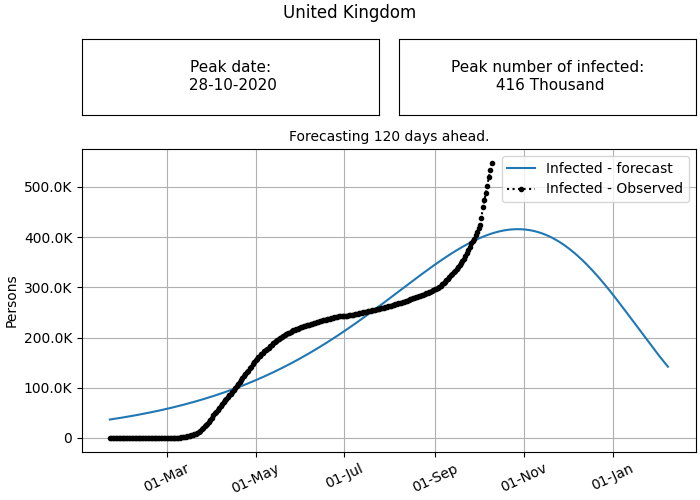 United Kingdom
Peak date:
28-10-2020
Peak number of infected:
416 Thousand
Forecasting 120 days ahead.
Infected - forecast
Infected - Observed
Persons
500.0K
400.0K
300.0K
200.0K
100.0K
0
01-Mar
01-May
01-Jul
01-Sep
01-Nov
01-Jan